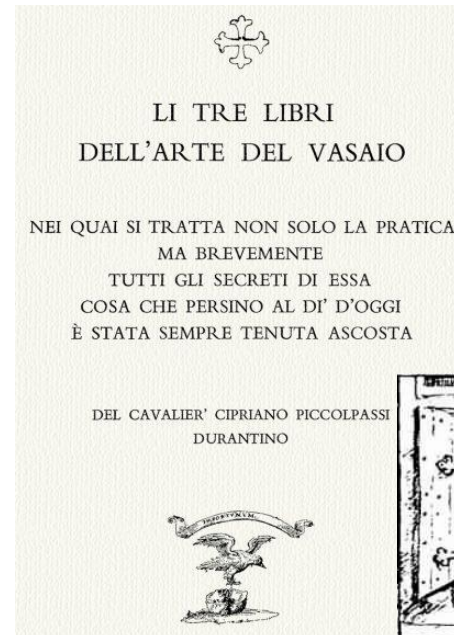 LI TRE LIBRI
DELL'ARTE DEL VASAIO
NEI QUAI SI TRATTA NON SOLO LA PRATICA
MA BREVEMENTE
TUTTI GLI SECRETI DI ESSA
COSA CHE PERSINO AL DI' D'OGGI
È STATA SEMPRE TENUTA ASCOSTA
DEL CAVALIER' CIPRIANO PICCOLPASSI
DURANTINO